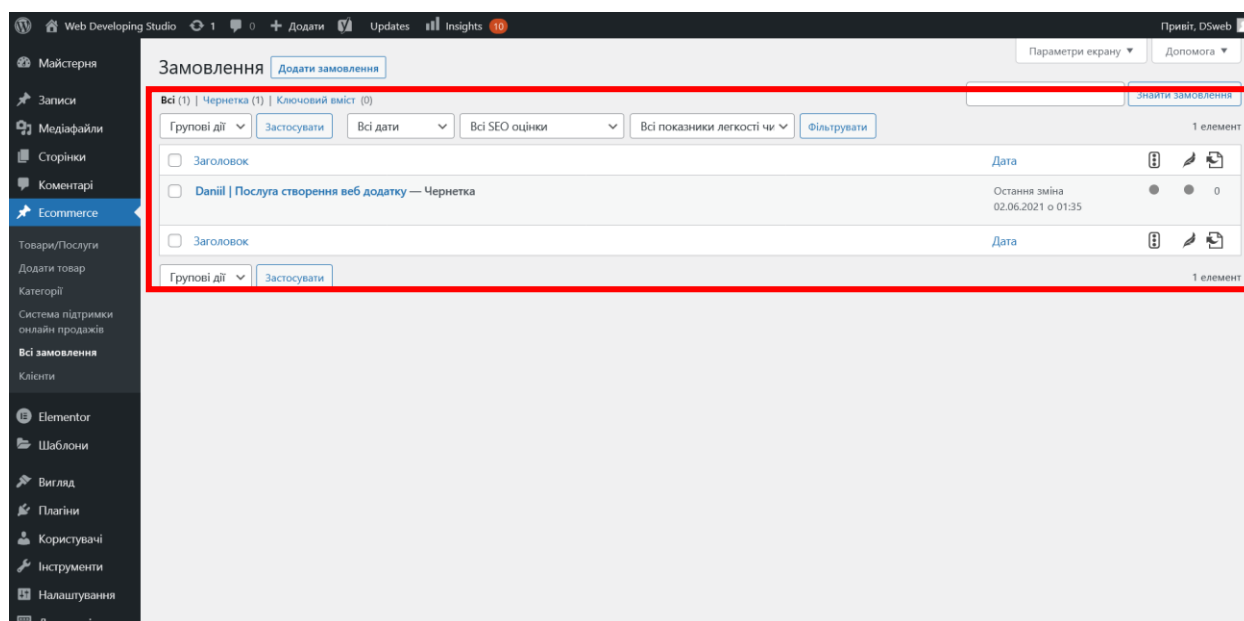 Web Developing Studio 1 0 + Додати Updates Insights 10 Привіт, DSweb
Майстерня
Записи
Медіафайли
Сторінки
Коментарі
Ecommerce
Товари/Послуги
Додати товар
Категорії
Система підтримки
онлайн продажів
Всі замовлення
Клієнти
Elementor
Шаблони
Вигляд
Плагіни
Користувачі
Інструменти
Налаштування
Параметри екрану ▼ Допомога ▼
Замовлення Додати замовлення
Всі (1) | Чернетка (1) | Ключовий вміст (0)
Знайти замовлення
Групові дії Застосувати Всі дати Всі SEO оцінки Всі показники легкості чи Фільтрувати 1 елемент
Заголовок Дата
Daniil | Послуга створення веб додатку — Чернетка Остання зміна 0
02.06.2021 о 01:35
Заголовок Дата
Групові дії Застосувати 1 елемент